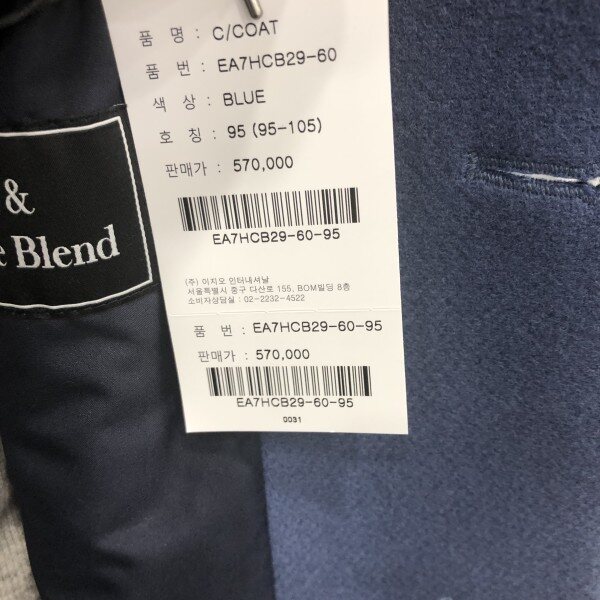 품 명 : C/COAT
품 번 : EA7HCB29-60
색 상 : BLUE
호 칭 : 95 (95-105)
판매가 : 570,000
EA7HCB29-60-95
(주) 이지오 인터내셔날
서울특별시 중구 다산로 155, BOM빌딩 8층
소비자상담실 : 02-2232-4522
품 번 : EA7HCB29-60-95
판매가 : 570,000
EA7HCB29-60-95
0031
&
Blend